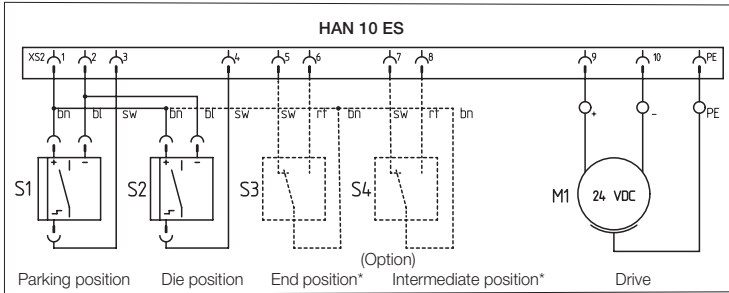 HAN 10 ES
XS2 1 2 3 4 5 6 7 8 9 10 PE
bn bl sw bn bl sw sw rt bn sw rt bn + - PE
+ - + -
S1 S2 S3 S4 M1 24 VDC
(Option)
Parking position Die position End position* Intermediate position* Drive